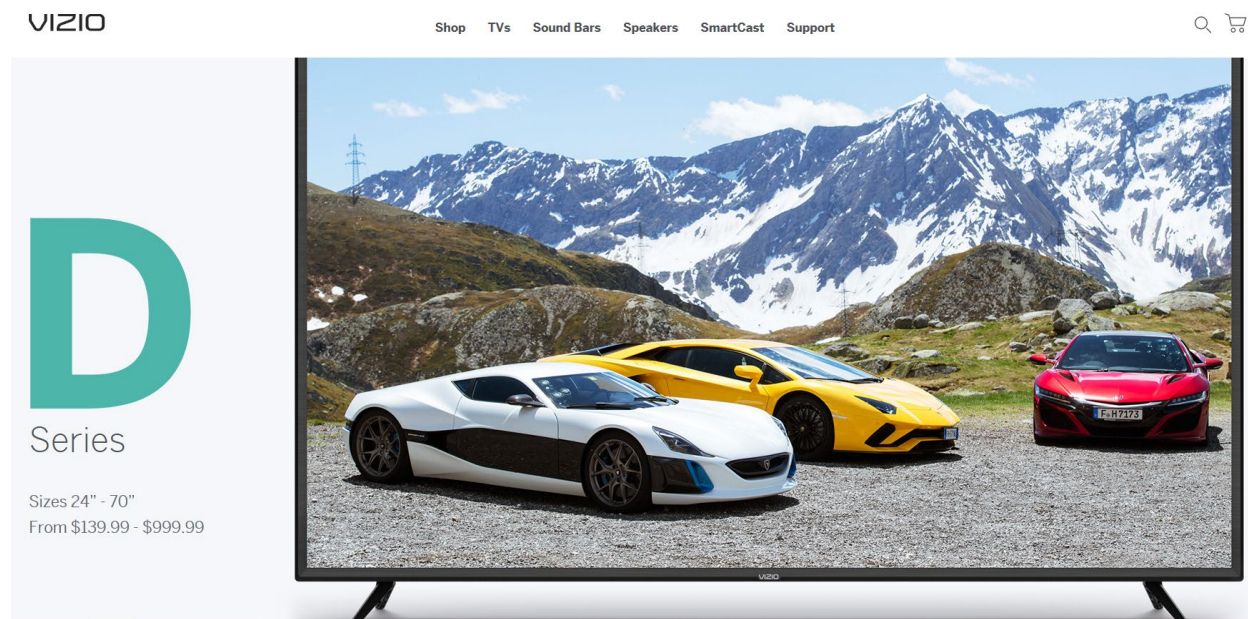 VIZIO
Shop TVs Sound Bars Speakers SmartCast Support
D
Series
Sizes 24" - 70"
From $139.99 - $999.99
F H7173
VIZIO